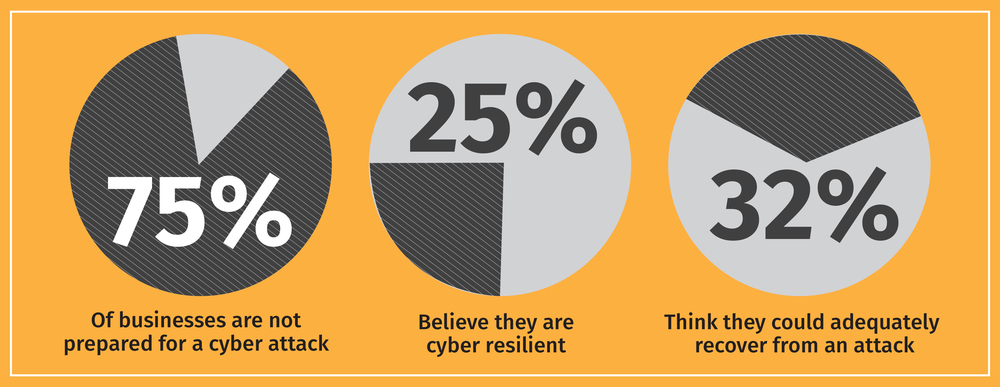 75%
Of businesses are not
prepared for a cyber attack
25%
Believe they are
cyber resilient
32%
Think they could adequately
recover from an attack